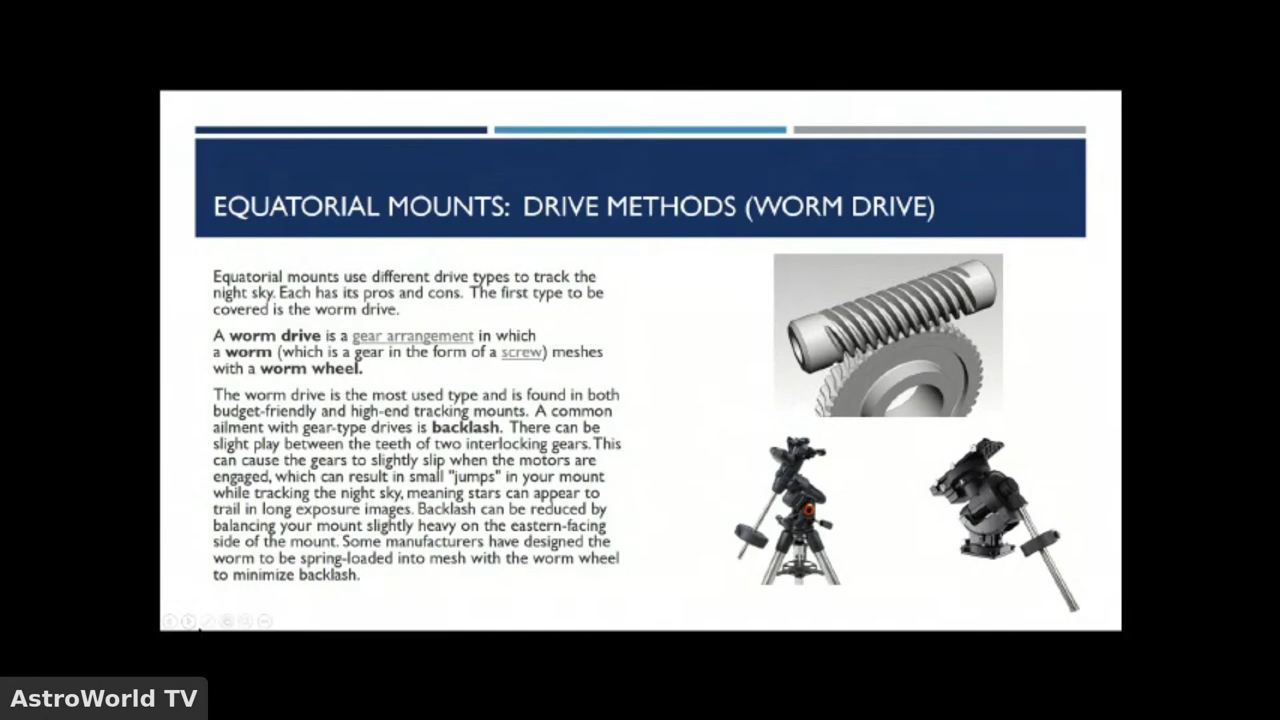 EQUATORIAL MOUNTS: DRIVE METHODS (WORM DRIVE)
Equatorial mounts use different drive types to track the
night sky. Each has its pros and cons. The first type to be
covered is the worm drive.
A worm drive is a gear arrangement in which
a worm (which is a gear in the form of a screw) meshes
with a worm wheel.
The worm drive is the most used type and is found in both
budget-friendly and high-end tracking mounts. A common
ailment with gear-type drives is backlash. There can be
slight play between the teeth of two interlocking gears. This
can cause the gears to slightly slip when the motors are
engaged, which can result in small "jumps" in your mount
while tracking the night sky, meaning stars can appear to
trail in long exposure images. Backlash can be reduced by
balancing your mount slightly heavy on the eastern-facing
side of the mount. Some manufacturers have designed the
worm to be spring-loaded into mesh with the worm wheel
to minimize backlash.
AstroWorld TV